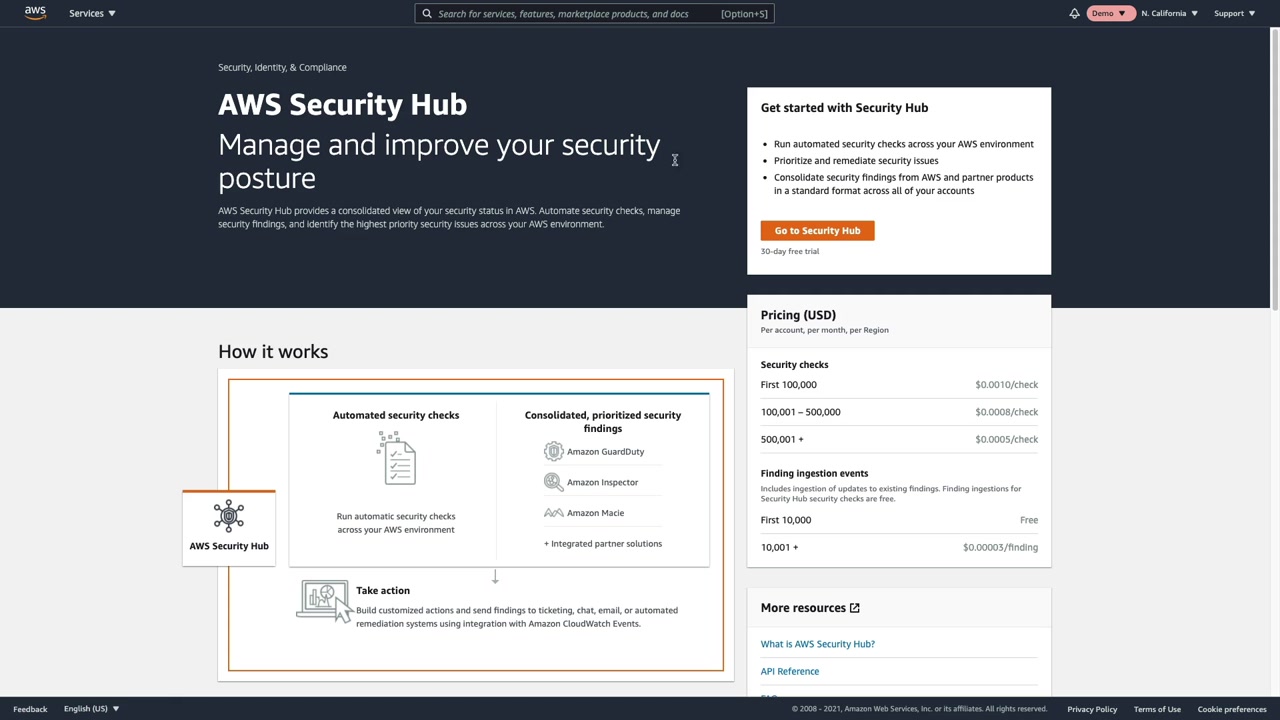 aws
Services
Search for services, features, marketplace products, and docs
[Option+S]
Demo
N. California
Support
Security, Identity, & Compliance
AWS Security Hub
Manage and improve your security
posture
AWS Security Hub provides a consolidated view of your security status in AWS. Automate security checks, manage
security findings, and identify the highest priority security issues across your AWS environment.
Get started with Security Hub
Run automated security checks across your AWS environment
Prioritize and remediate security issues
Consolidate security findings from AWS and partner products
in a standard format across all of your accounts
Go to Security Hub
30-day free trial
Pricing (USD)
Per account, per month, per Region
Security checks
First 100,000 $0.0010/check
100,001 – 500,000 $0.0008/check
500,001 + $0.0005/check
Finding ingestion events
Includes ingestion of updates to existing findings. Finding ingestions for
Security Hub security checks are free.
First 10,000 Free
10,001 + $0.00003/finding
How it works
Automated security checks
Run automatic security checks
across your AWS environment
Consolidated, prioritized security
findings
Amazon GuardDuty
Amazon Inspector
Amazon Macie
+ Integrated partner solutions
AWS Security Hub
Take action
Build customized actions and send findings to ticketing, chat, email, or automated
remediation systems using integration with Amazon CloudWatch Events.
More resources
What is AWS Security Hub?
API Reference
Feedback
English (US)
© 2008 - 2021, Amazon Web Services, Inc. or its affiliates. All rights reserved.
Privacy Policy
Terms of Use
Cookie preferences